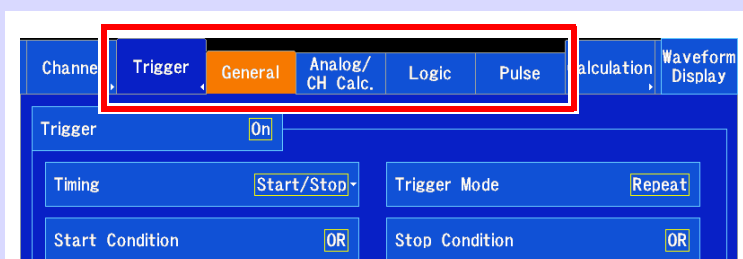 Channe Trigger General Analog/ CH Calc. Logic Pulse alculation Waveform Display
Trigger On
Timing Start/Stop Trigger Mode Repeat
Start Condition OR Stop Condition OR